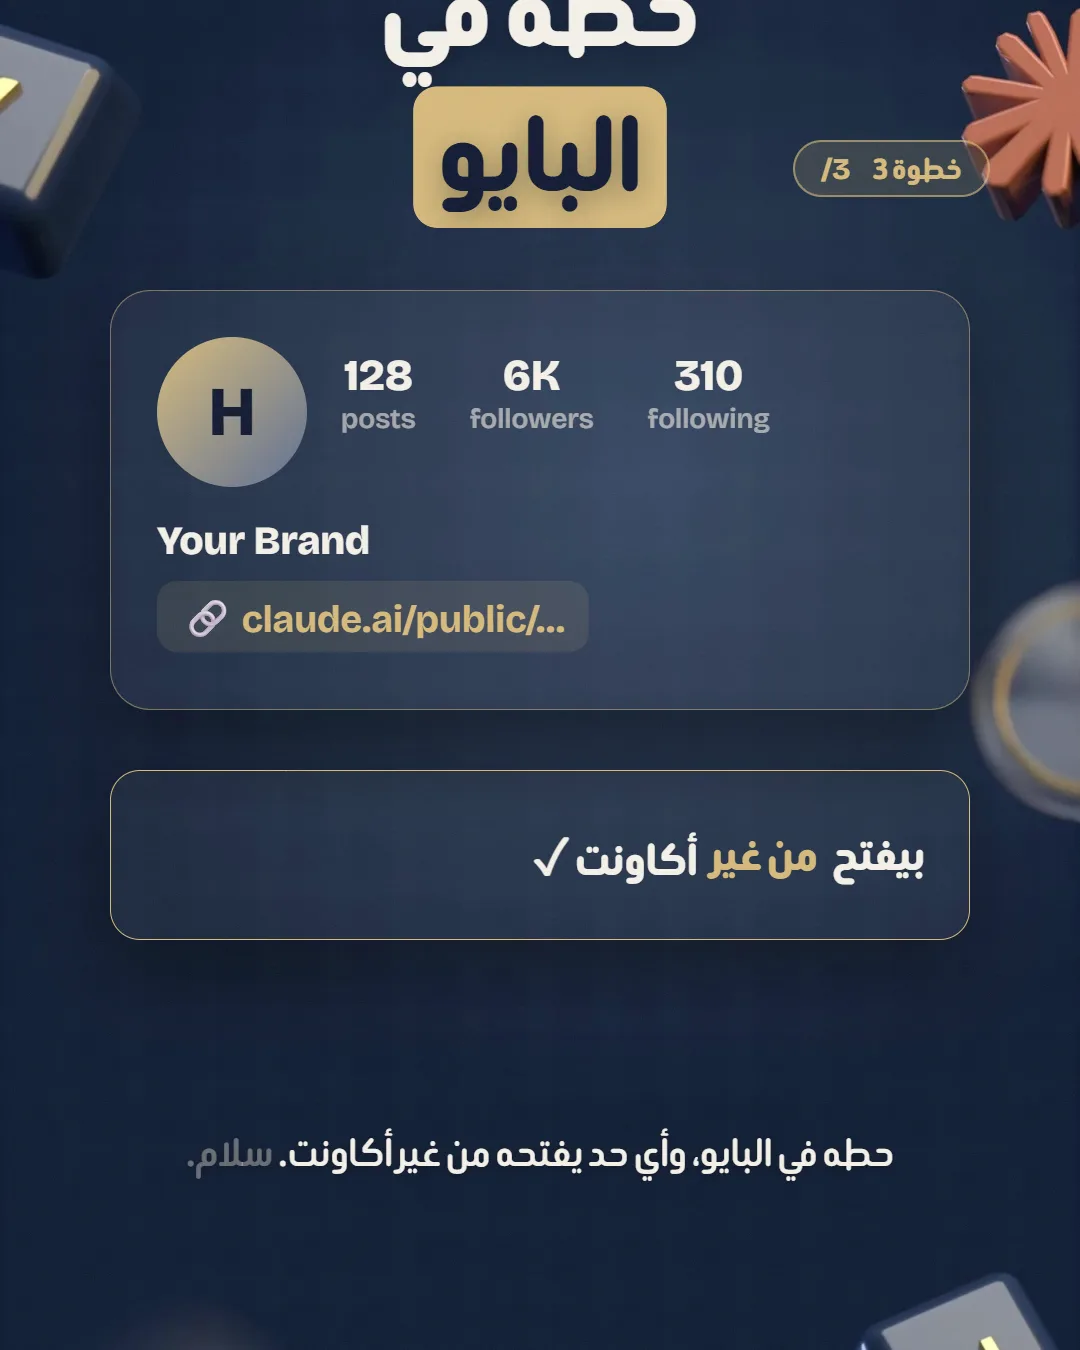 حطه في
البايو
خطوة 3 /3
H
128 6K 310
posts followers following
Your Brand
claude.ai/public/...
بيفتح من غير أكاونت ✓
حطه في البايو، وأي حد يفتحه من غير أكاونت. سلام.